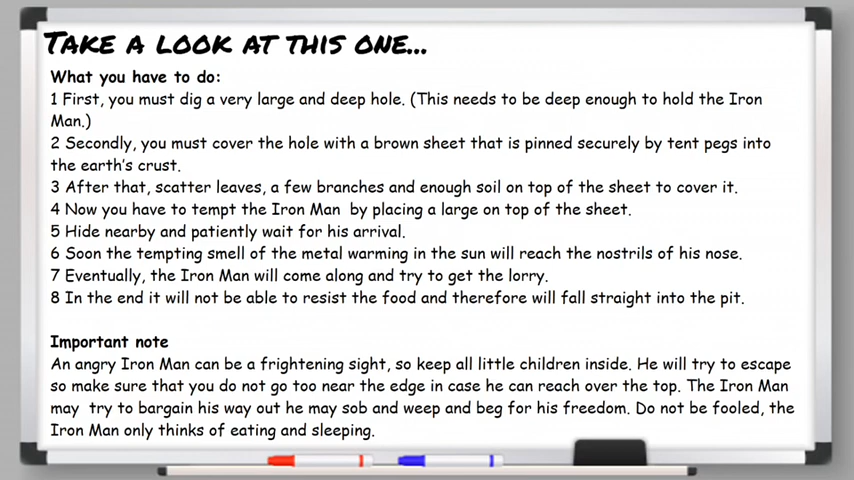 Take a look at this one...
What you have to do:
1 First, you must dig a very large and deep hole. (This needs to be deep enough to hold the Iron
Man.)
2 Secondly, you must cover the hole with a brown sheet that is pinned securely by tent pegs into
the earth's crust.
3 After that, scatter leaves, a few branches and enough soil on top of the sheet to cover it.
4 Now you have to tempt the Iron Man by placing a large on top of the sheet.
5 Hide nearby and patiently wait for his arrival.
6 Soon the tempting smell of the metal warming in the sun will reach the nostrils of his nose.
7 Eventually, the Iron Man will come along and try to get the lorry.
8 In the end it will not be able to resist the food and therefore will fall straight into the pit.
Important note
An angry Iron Man can be a frightening sight, so keep all little children inside. He will try to escape
so make sure that you do not go too near the edge in case he can reach over the top. The Iron Man
may try to bargain his way out he may sob and weep and beg for his freedom. Do not be fooled, the
Iron Man only thinks of eating and sleeping.